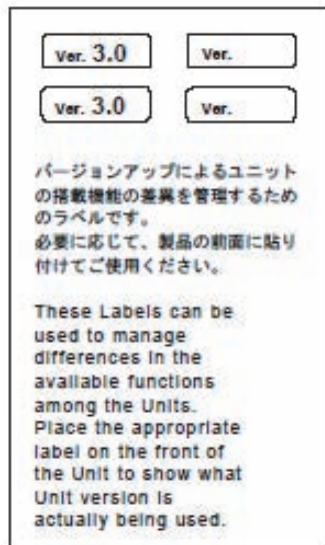 Ver. 3.0
Ver.
Ver. 3.0
Ver.
バージョンアップによるユニット
の搭載機能の差異を管理するため
のラベルです。
必要に応じて、製品の前面に貼り
付けてご使用ください。
These Labels can be
used to manage
differences in the
available functions
among the Units.
Place the appropriate
label on the front of
the Unit to show what
Unit version is
actually being used.